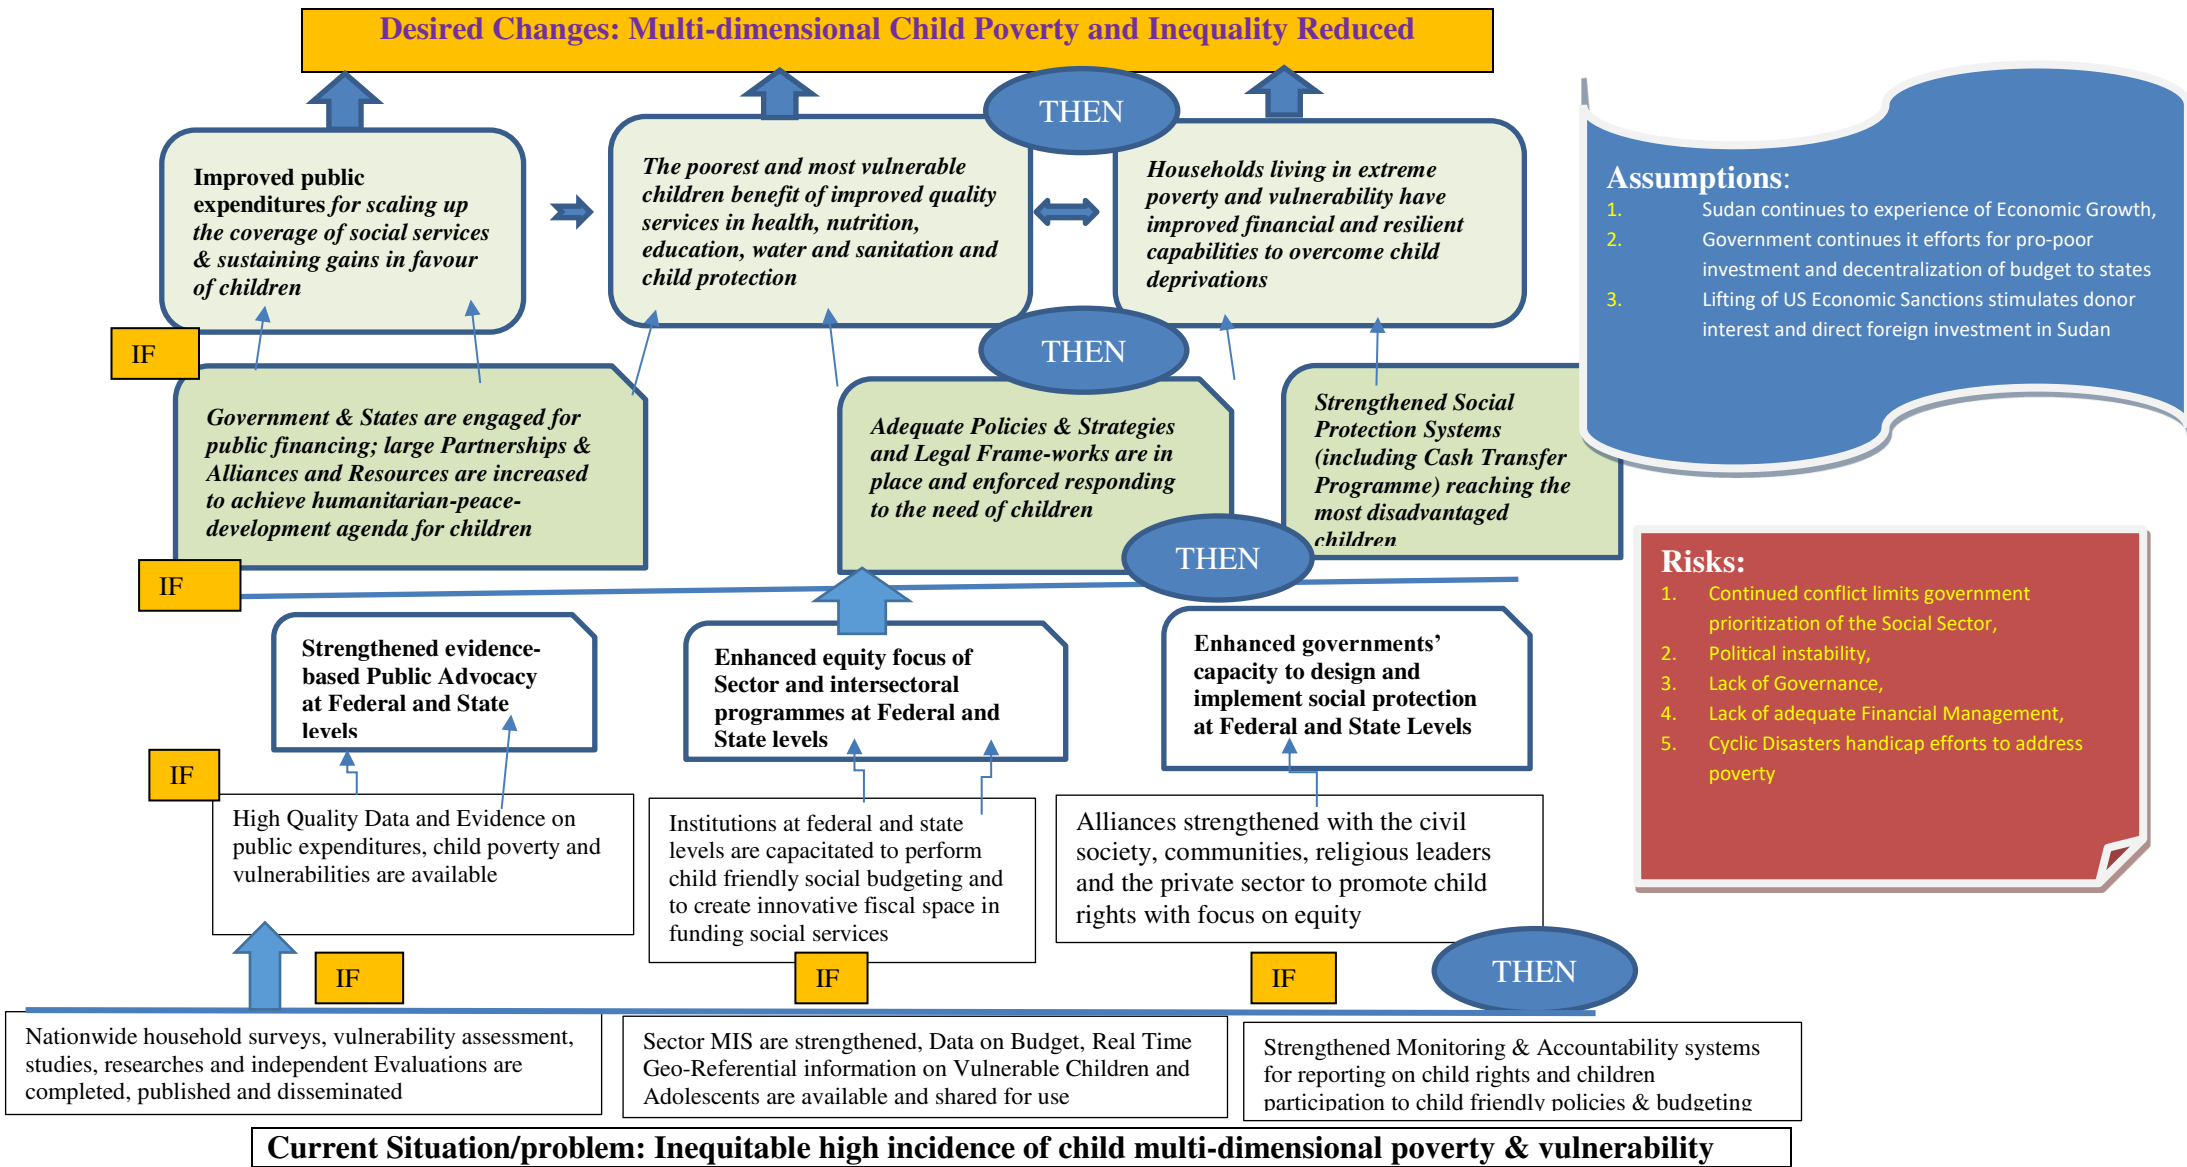 Desired Changes: Multi-dimensional Child Poverty and Inequality Reduced
THEN
Improved public
expenditures for scaling up
the coverage of social services
& sustaining gains in favour
of children
The poorest and most vulnerable
children benefit of improved quality
services in health, nutrition,
education, water and sanitation and
child protection
Households living in extreme
poverty and vulnerability have
improved financial and resilient
capabilities to overcome child
deprivations
Assumptions:
1. Sudan continues to experience of Economic Growth,
2. Government continues it efforts for pro-poor
investment and decentralization of budget to states
3. Lifting of US Economic Sanctions stimulates donor
interest and direct foreign investment in Sudan
IF
THEN
Government & States are engaged for
public financing; large Partnerships &
Alliances and Resources are increased
to achieve humanitarian-peace-
development agenda for children
Adequate Policies & Strategies
and Legal Frame-works are in
place and enforced responding
to the need of children
Strengthened Social
Protection Systems
(including Cash Transfer
Programme) reaching the
most disadvantaged
children
IF
THEN
Risks:
1. Continued conflict limits government
prioritization of the Social Sector,
2. Political instability,
3. Lack of Governance,
4. Lack of adequate Financial Management,
5. Cyclic Disasters handicap efforts to address
poverty
Strengthened evidence-
based Public Advocacy
at Federal and State
levels
Enhanced equity focus of
Sector and intersectoral
programmes at Federal and
State levels
Enhanced governments’
capacity to design and
implement social protection
at Federal and State Levels
IF
High Quality Data and Evidence on
public expenditures, child poverty and
vulnerabilities are available
Institutions at federal and state
levels are capacitated to perform
child friendly social budgeting and
to create innovative fiscal space in
funding social services
Alliances strengthened with the civil
society, communities, religious leaders
and the private sector to promote child
rights with focus on equity
IF
IF
IF
THEN
Nationwide household surveys, vulnerability assessment,
studies, researches and independent Evaluations are
completed, published and disseminated
Sector MIS are strengthened, Data on Budget, Real Time
Geo-Referential information on Vulnerable Children and
Adolescents are available and shared for use
Strengthened Monitoring & Accountability systems
for reporting on child rights and children
participation to child friendly policies & budgeting
Current Situation/problem: Inequitable high incidence of child multi-dimensional poverty & vulnerability